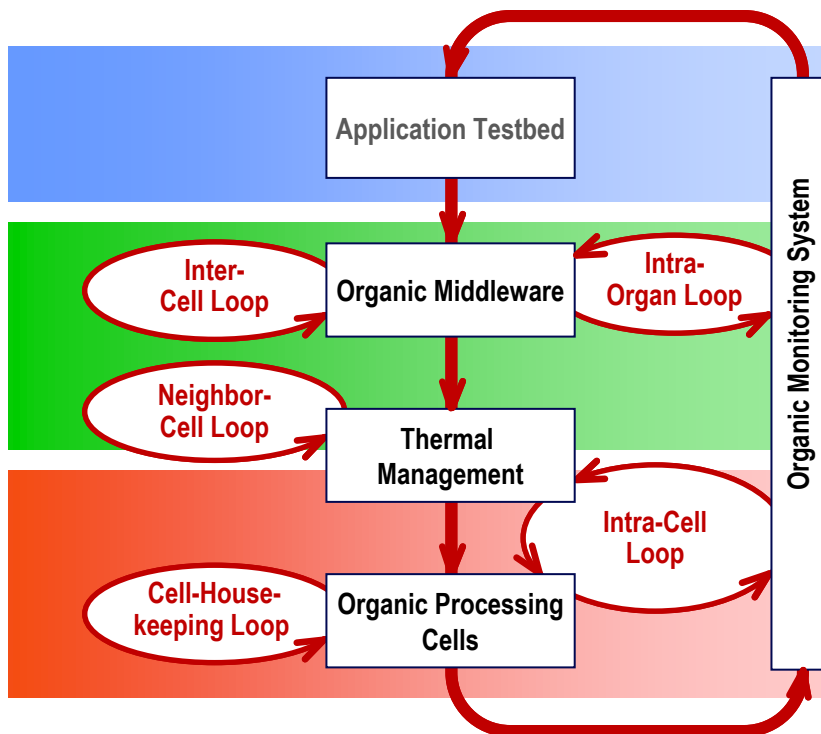 Application Testbed
Inter-
Cell Loop
Organic Middleware
Intra-
Organ Loop
Neighbor-
Cell Loop
Thermal
Management
Intra-Cell
Loop
Cell-House-
keeping Loop
Organic Processing
Cells
Organic Monitoring System